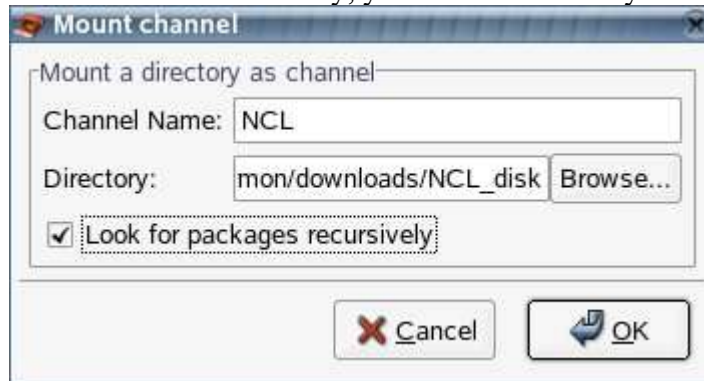 Mount channel
Mount a directory as channel
Channel Name: NCL
Directory: mon/downloads/NCL_disk Browse...
Look for packages recursively
Cancel OK